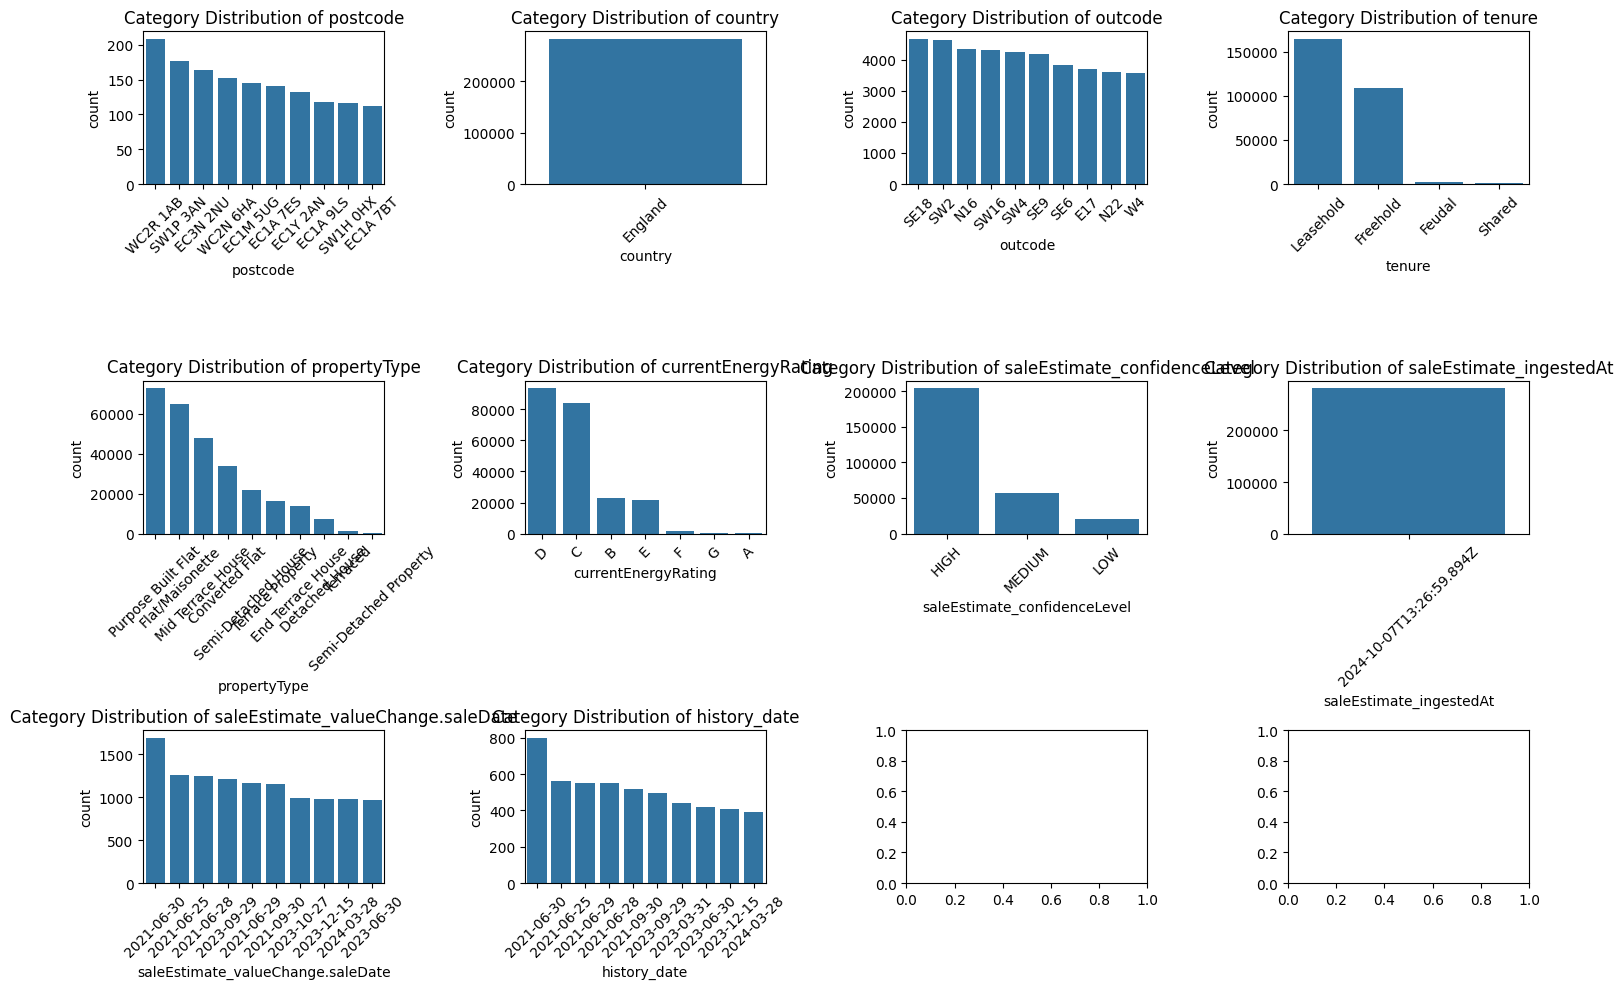 Category Distribution of postcode
200
150
100
50
0
count
WC2R 1AB
SW1P 3AN
EC3N 2NU
WC2N 6HA
EC1M 5UG
EC1A 7ES
EC1Y 2AN
EC1A 9LS
SW1H 0HX
EC1A 7BT
postcode
Category Distribution of country
200000
100000
0
count
England
country
Category Distribution of outcode
4000
3000
2000
1000
0
count
SE18
SW2
N16
SW16
SW4
SE9
SE6
E17
N22
W4
outcode
Category Distribution of tenure
150000
100000
50000
0
count
Leasehold
Freehold
Feudal
Shared
tenure
Category Distribution of propertyType
60000
40000
20000
0
count
Purpose Built Flat
Flat/Maisonette
Mid Terrace House
Converted Flat
Semi-Detached House
Terrace Property
End Terrace House
Detached House
Terraced
Semi-Detached Property
propertyType
Category Distribution of currentEnergyRating
80000
60000
40000
20000
0
count
D
C
B
E
F
G
A
currentEnergyRating
Category Distribution of saleEstimate_confidenceLevel
200000
150000
100000
50000
0
count
HIGH
MEDIUM
LOW
saleEstimate_confidenceLevel
Category Distribution of saleEstimate_ingestedAt
200000
100000
0
count
2024-10-07T13:26:59.894Z
saleEstimate_ingestedAt
Category Distribution of saleEstimate_valueChange.saleDate
1500
1000
500
0
count
2021-06-30
2021-06-25
2021-06-28
2023-09-29
2021-06-29
2021-09-30
2023-10-27
2023-12-15
2024-03-28
2023-06-30
saleEstimate_valueChange.saleDate
Category Distribution of history_date
800
600
400
200
0
count
2021-06-30
2021-06-25
2021-06-29
2021-06-28
2021-09-30
2023-09-29
2023-03-31
2023-06-30
2023-12-15
2024-03-28
history_date
1.0
0.8
0.6
0.4
0.2
0.0
0.0 0.2 0.4 0.6 0.8 1.0
1.0
0.8
0.6
0.4
0.2
0.0
0.0 0.2 0.4 0.6 0.8 1.0